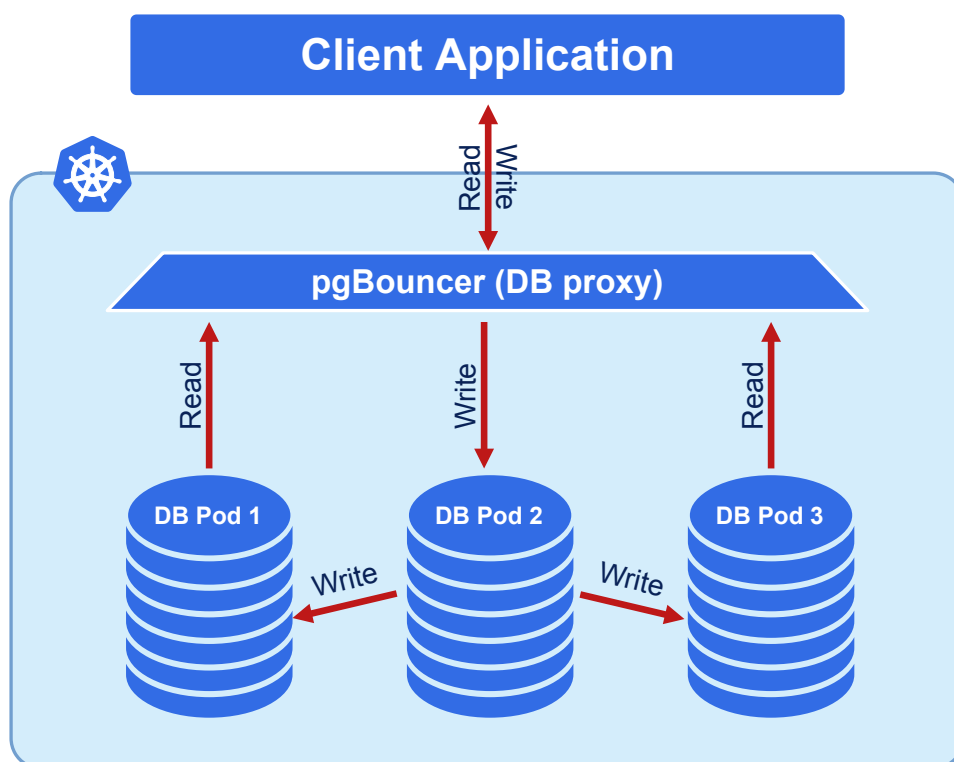 Client Application
Read
Write
pgBouncer (DB proxy)
Read
Write
Read
DB Pod 1
DB Pod 2
DB Pod 3
Write
Write